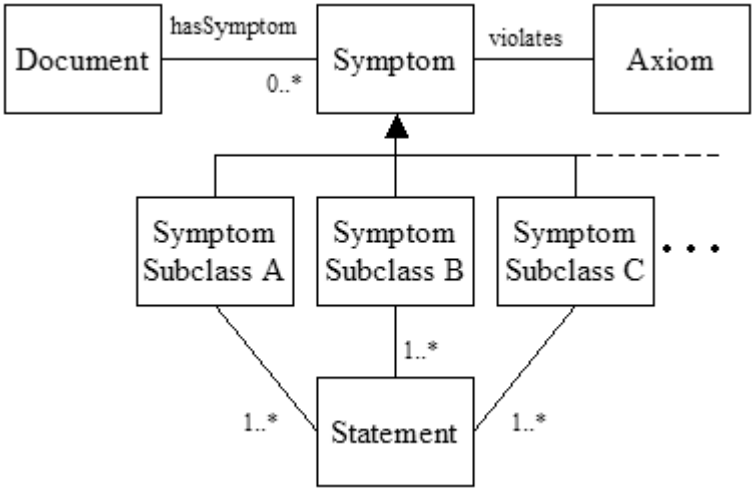 hasSymptom
violates
Document
Symptom
Axiom
0..*
Symptom
Subclass A
Symptom
Subclass B
Symptom
Subclass C
...
1..*
1..*
1..*
Statement